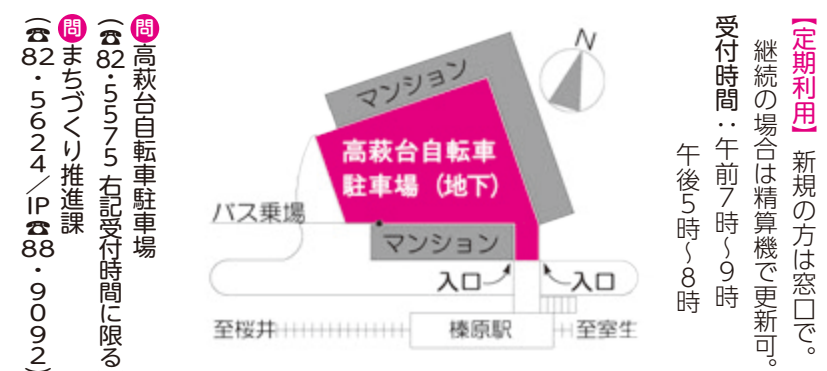 【定期利用】 新規の方は窓口で。
継続の場合は精算機で更新可。
受付時間：午前7時～9時
午後5時～8時
N
マンション
高萩台自転車
駐車場（地下）
バス乗場
マンション
入口
入口
至桜井
榛原駅
至室生
問高萩台自転車駐車場
（☎82・5575 右記受付時間に限る
問まちづくり推進課
（☎82・5624／IP☎88・9092）